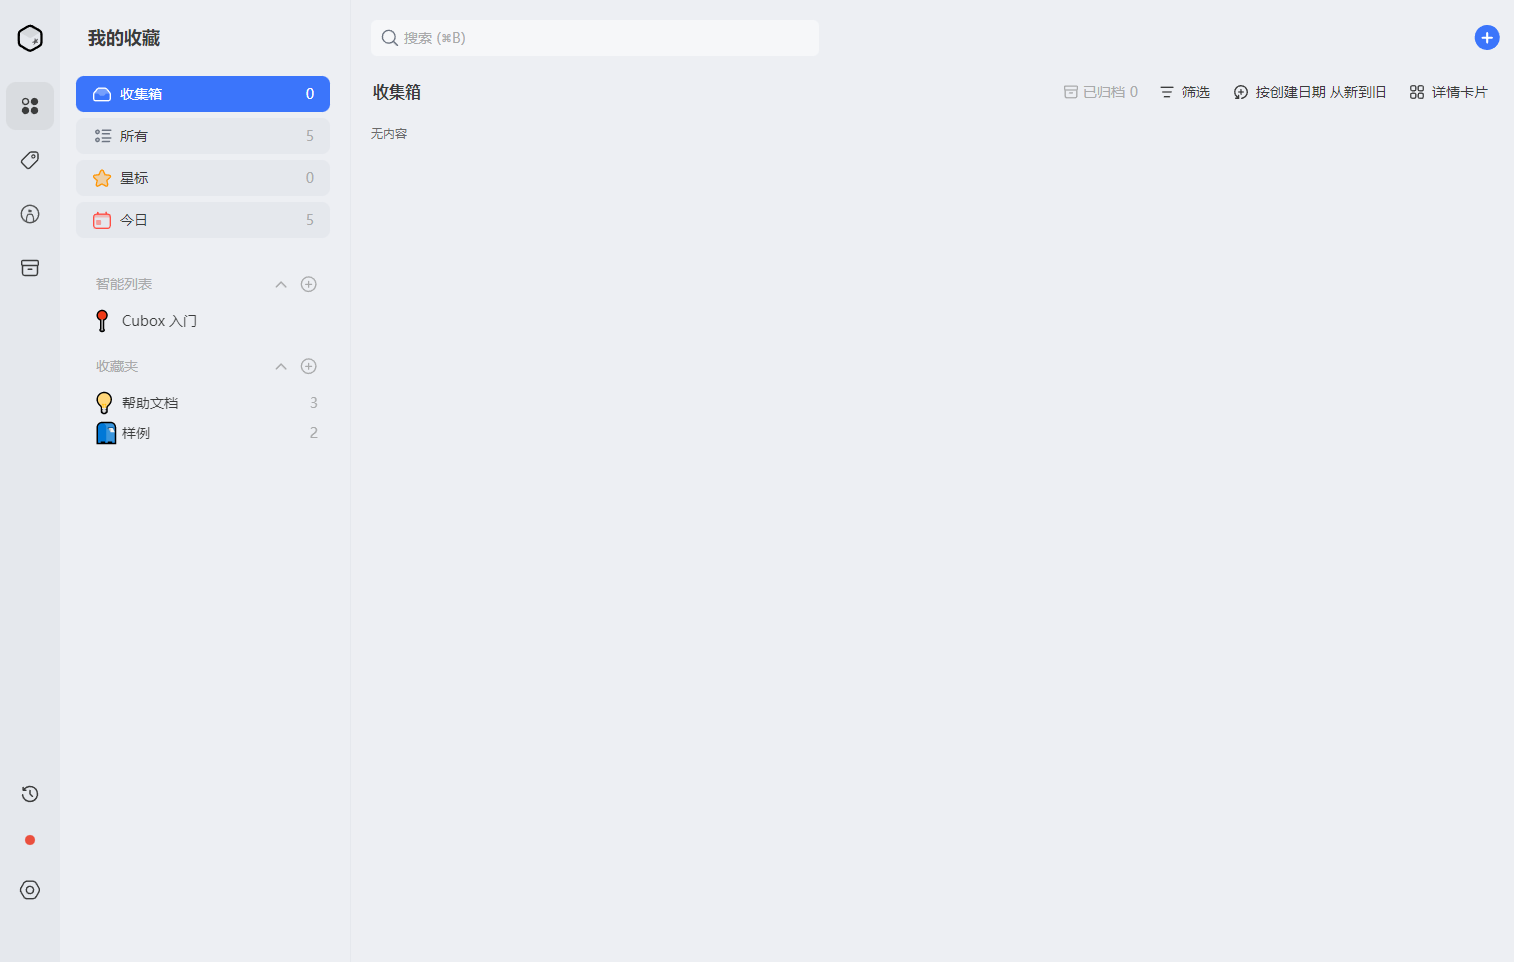 我的收藏
收集箱 0
所有 5
星标 0
今日 5
智能列表
Cubox 入门
收藏夹
帮助文档 3
样例 2
搜索 (⌘B)
收集箱
已归档 0 筛选 按创建日期 从新到旧 详情卡片
无内容